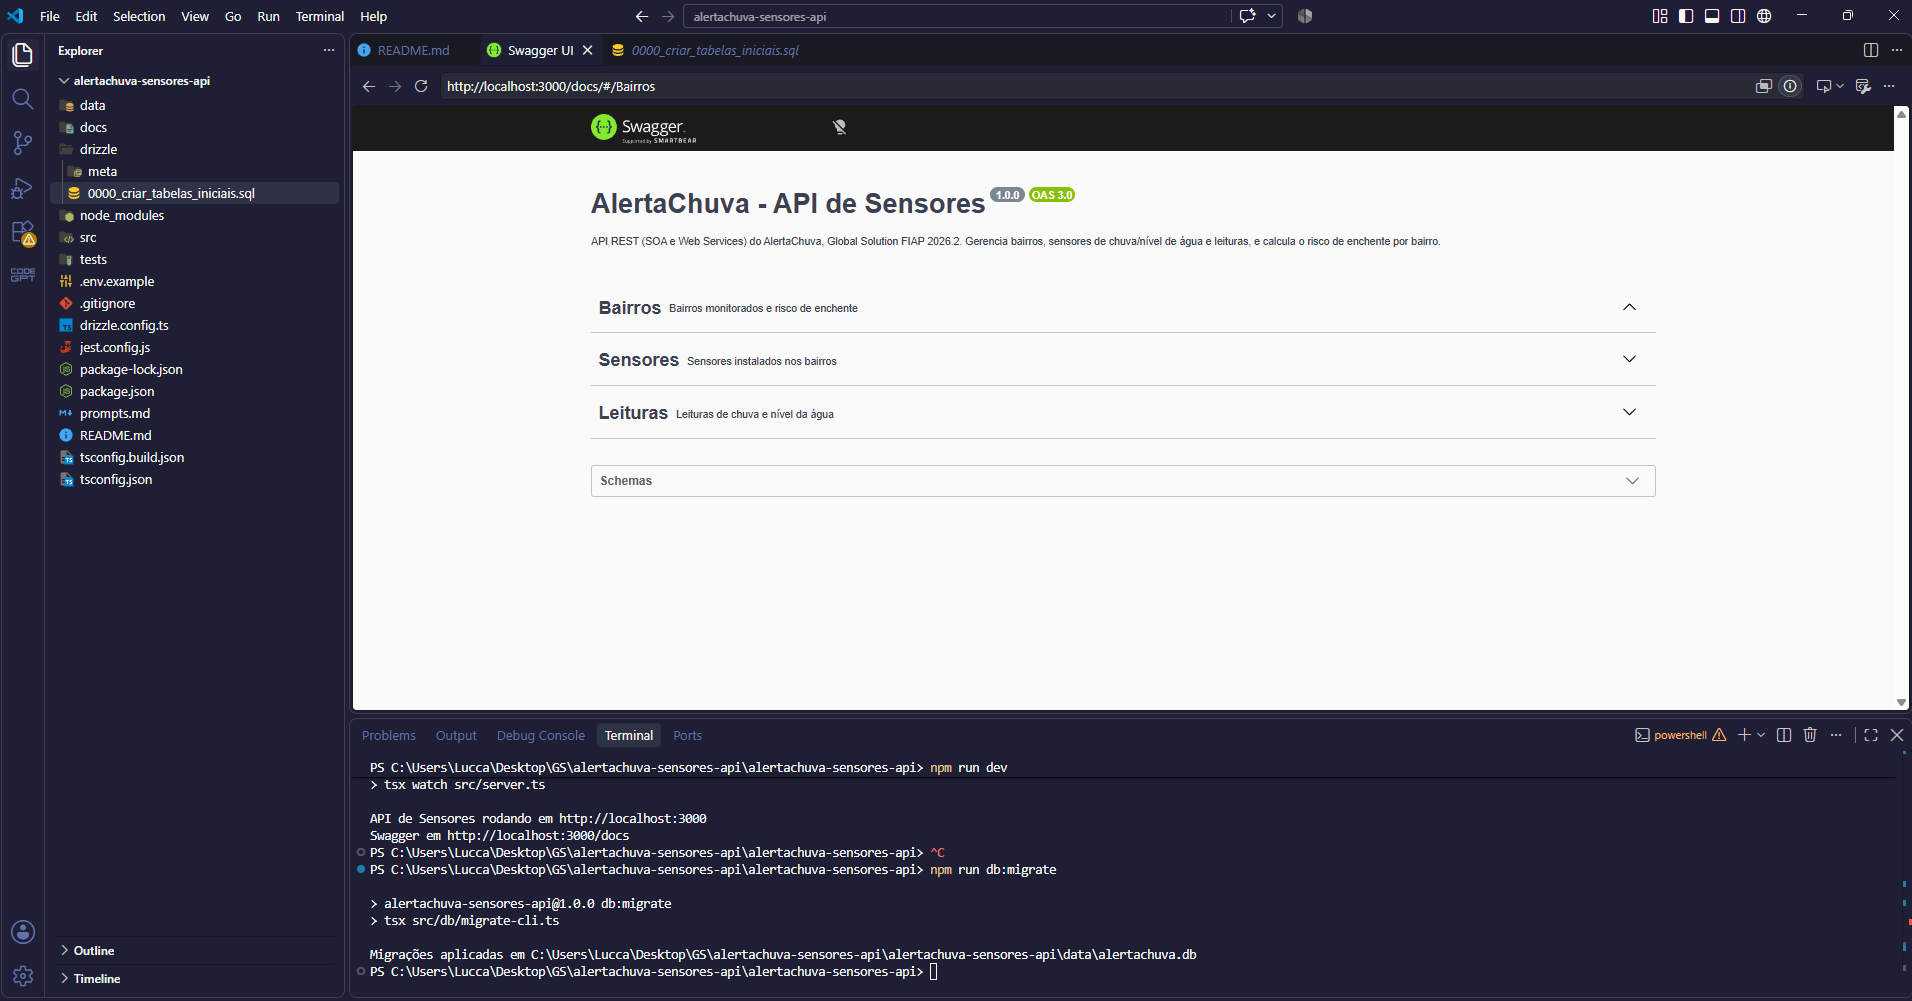 File Edit Selection View Go Run Terminal Help
alertachuva-sensores-api
Explorer
alertachuva-sensores-api
data
docs
drizzle
meta
0000_criar_tabelas_iniciais.sql
node_modules
src
tests
.env.example
.gitignore
drizzle.config.ts
jest.config.js
package-lock.json
package.json
prompts.md
README.md
tsconfig.build.json
tsconfig.json
CODE
GPT
Outline
Timeline
README.md
Swagger UI
0000_criar_tabelas_iniciais.sql
http://localhost:3000/docs/#/Bairros
Swagger
Supported by SMARTBEAR
AlertaChuva - API de Sensores 1.0.0 OAS 3.0
API REST (SOA e Web Services) do AlertaChuva, Global Solution FIAP 2026.2. Gerencia bairros, sensores de chuva/nível de água e leituras, e calcula o risco de enchente por bairro.
Bairros Bairros monitorados e risco de enchente
Sensores Sensores instalados nos bairros
Leituras Leituras de chuva e nível da água
Schemas
Problems Output Debug Console Terminal Ports
powershell
PS C:\Users\Lucca\Desktop\GS\alertachuva-sensores-api\alertachuva-sensores-api> npm run dev
> tsx watch src/server.ts
API de Sensores rodando em http://localhost:3000
Swagger em http://localhost:3000/docs
PS C:\Users\Lucca\Desktop\GS\alertachuva-sensores-api\alertachuva-sensores-api> ^C
PS C:\Users\Lucca\Desktop\GS\alertachuva-sensores-api\alertachuva-sensores-api> npm run db:migrate
> alertachuva-sensores-api@1.0.0 db:migrate
> tsx src/db/migrate-cli.ts
Migrações aplicadas em C:\Users\Lucca\Desktop\GS\alertachuva-sensores-api\alertachuva-sensores-api\data\alertachuva.db
PS C:\Users\Lucca\Desktop\GS\alertachuva-sensores-api\alertachuva-sensores-api>